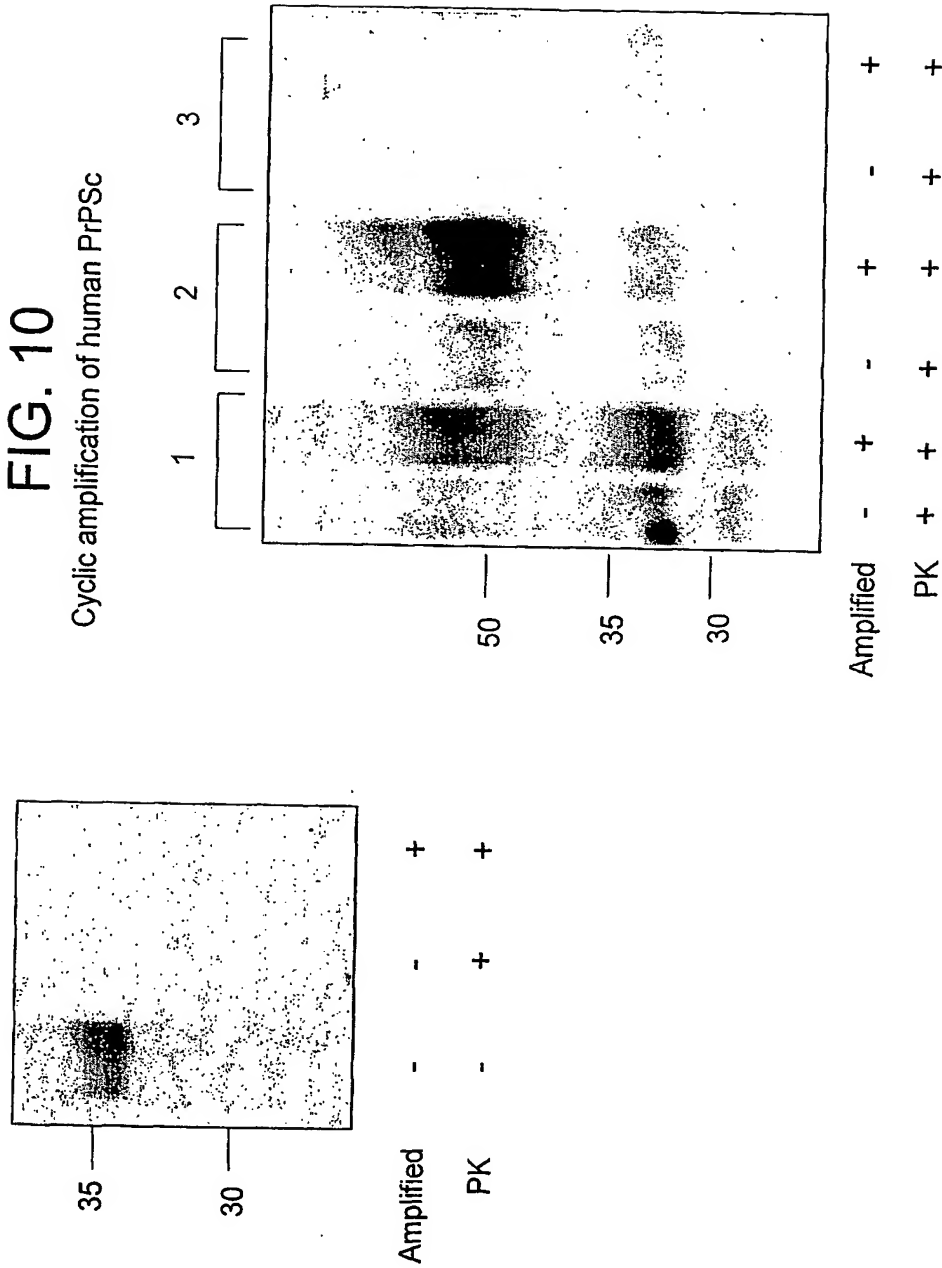 FIG. 10
Cyclic amplification of human PrPSc
35
30
Amplified - - +
PK - + +
1 2 3
50
35
30
Amplified - + - + - +
PK + + + + + +